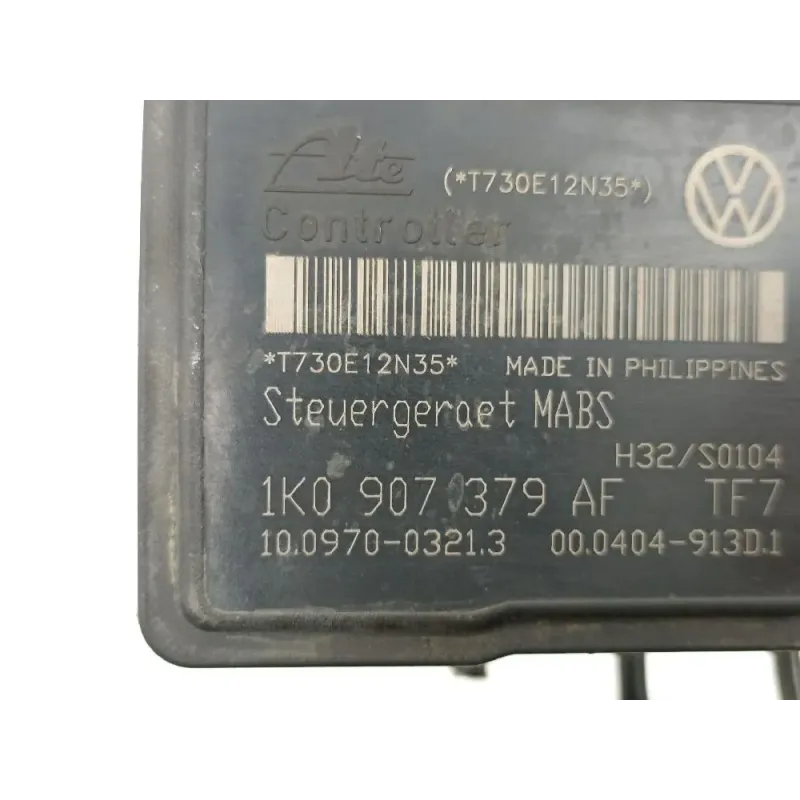 Ate (*T730E12N35*)
Controller
*T730E12N35* MADE IN PHILIPPINES
Steuergeraet MABS
H32/S0104
1K0 907 379 AF TF7
10.0970-0321.3 00.0404-913D.1